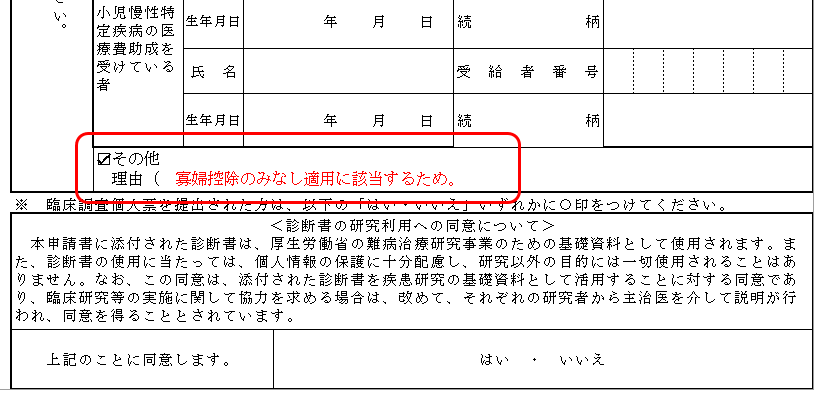 い。
小児慢性特
定疾病の医
療費助成を
受けている
者
生年月日 年 月 日 続 柄
氏 名 受 給 者 番 号
生年月日 年 月 日 続 柄
☑その他
理由( 寡婦控除のみなし適用に該当するため。
※ 臨床調査個人票を提出された方は、以下の「はい・いいえ」いずれかに〇印をつけてください。
<診断書の研究利用への同意について>
本申請書に添付された診断書は、厚生労働省の難病治療研究事業のための基礎資料として使用されます。ま
た、診断書の使用に当たっては、個人情報の保護に十分配慮し、研究以外の目的には一切使用されることはあ
りません。なお、この同意は、添付された診断書を疾患研究の基礎資料として活用することに対する同意であ
り、臨床研究等の実施に関して協力を求める場合は、改めて、それぞれの研究者から主治医を介して説明が行
われ、同意を得ることとされています。
上記のことに同意します。 はい ・ いいえ